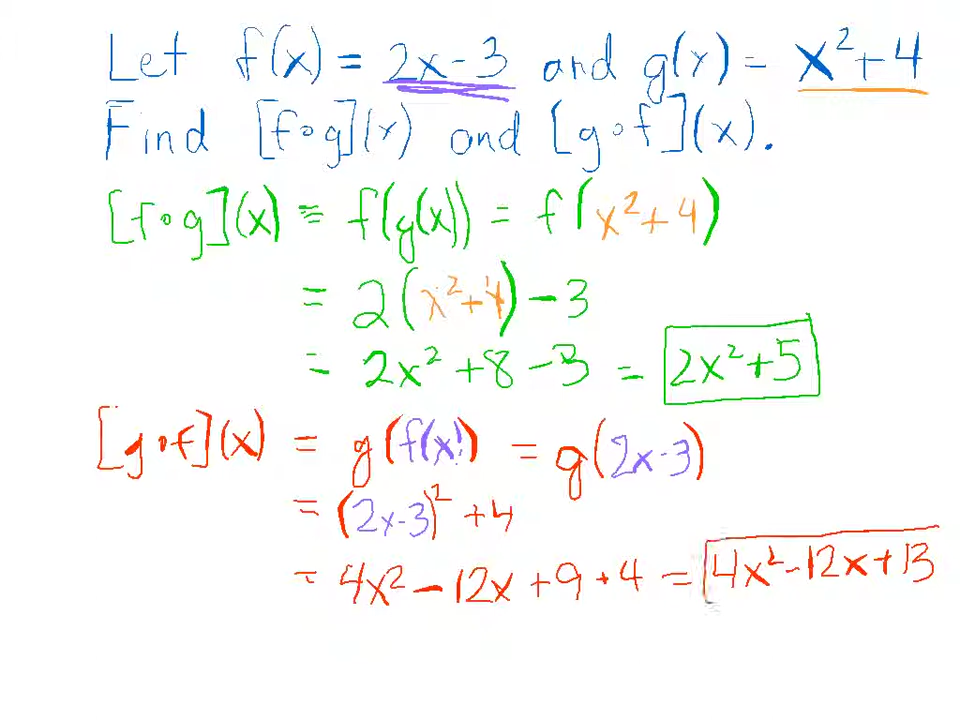 Let f(x) = 2x - 3 and g(x) = x² + 4
Find [f∘g](x) and [g∘f](x).
[f∘g](x) = f(g(x)) = f(x² + 4)
= 2(x² + 4) - 3
= 2x² + 8 - 3 = 2x² + 5
[g∘f](x) = g(f(x)) = g(2x - 3)
= (2x - 3)² + 4
= 4x² - 12x + 9 + 4 = 4x² - 12x + 13